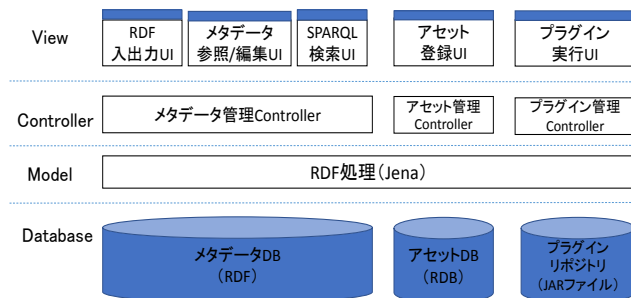 View
RDF
入出力UI
メタデータ
参照/編集UI
SPARQL
検索UI
アセット
登録UI
プラグイン
実行UI
Controller
メタデータ管理Controller
アセット管理
Controller
プラグイン管理
Controller
Model
RDF処理(Jena)
Database
メタデータDB
(RDF)
アセットDB
(RDB)
プラグイン
リポジトリ
(JARファイル)